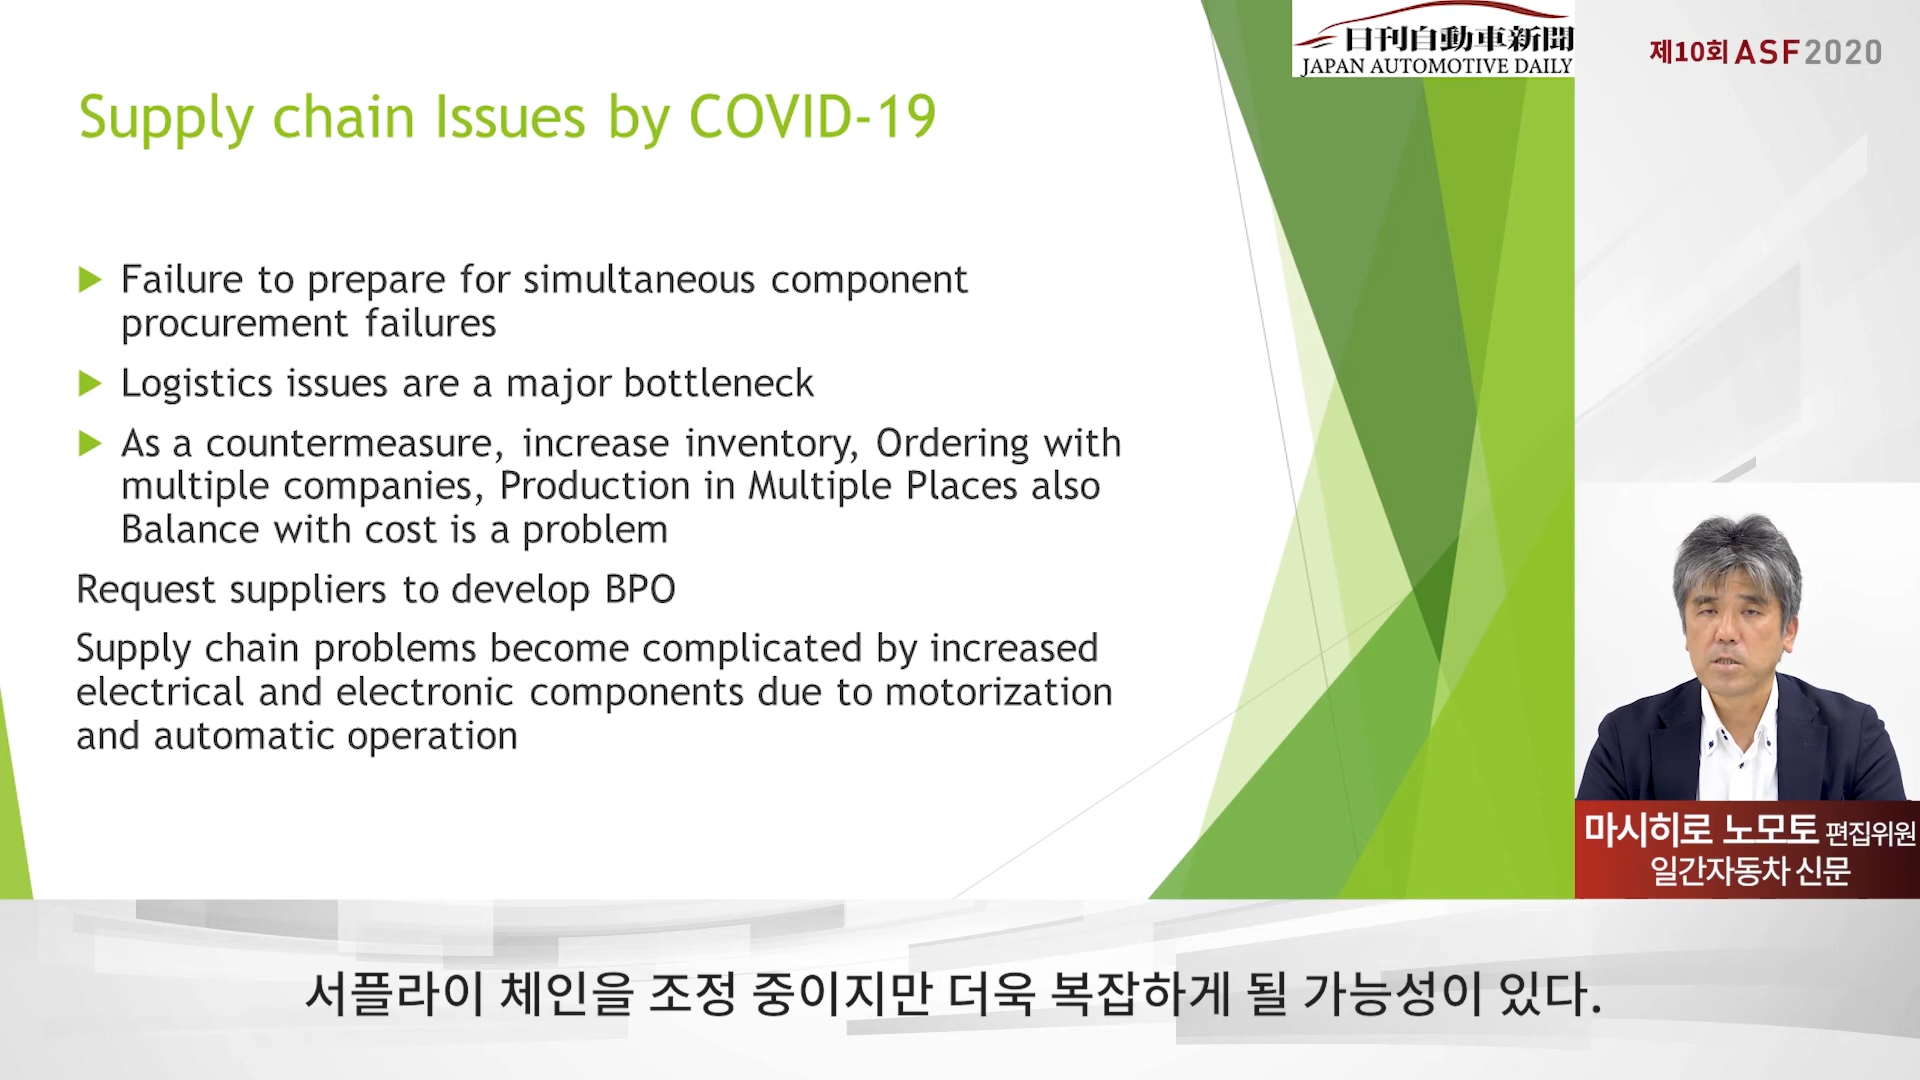 日刊自動車新聞
JAPAN AUTOMOTIVE DAILY
제10회 ASF2020
Supply chain Issues by COVID-19
Failure to prepare for simultaneous component
procurement failures
Logistics issues are a major bottleneck
As a countermeasure, increase inventory, Ordering with
multiple companies, Production in Multiple Places also
Balance with cost is a problem
Request suppliers to develop BPO
Supply chain problems become complicated by increased
electrical and electronic components due to motorization
and automatic operation
마시히로 노모토 편집위원
일간자동차 신문
서플라이 체인을 조정 중이지만 더욱 복잡하게 될 가능성이 있다.